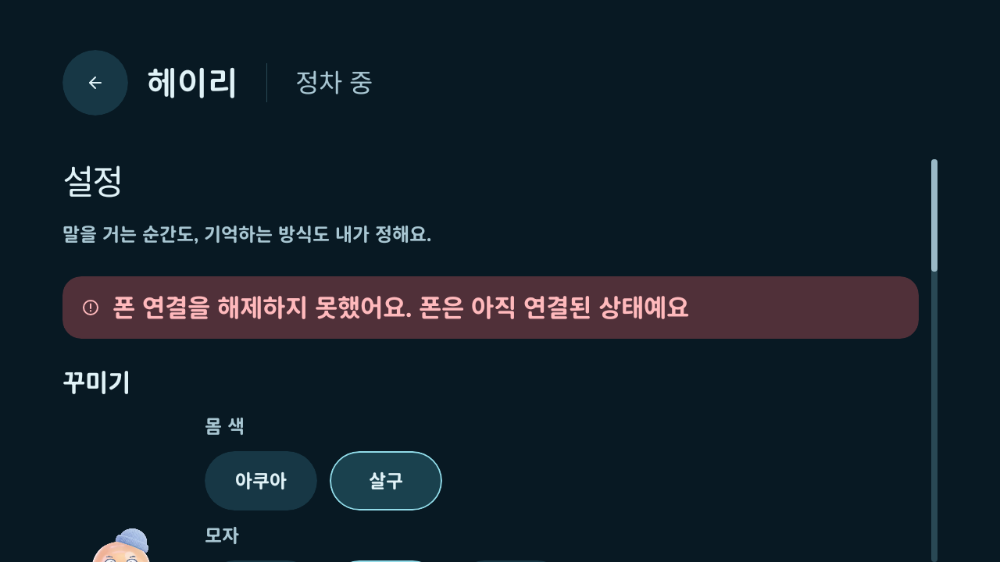 헤이리
정차 중
설정
말을 거는 순간도, 기억하는 방식도 내가 정해요.
폰 연결을 해제하지 못했어요. 폰은 아직 연결된 상태예요
꾸미기
몸 색
아쿠아
살구
모자